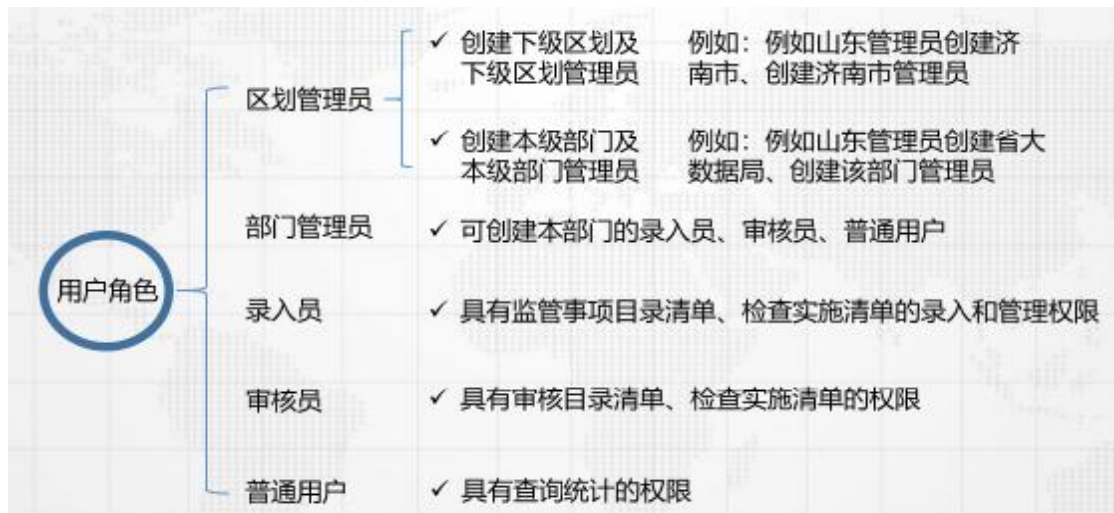 用户角色
区划管理员
✓ 创建下级区划及
下级区划管理员
例如：例如山东管理员创建济
南市、创建济南市管理员
✓ 创建本级部门及
本级部门管理员
例如：例如山东管理员创建省大
数据局、创建该部门管理员
部门管理员
✓ 可创建本部门的录入员、审核员、普通用户
录入员
✓ 具有监管事项目录清单、检查实施清单的录入和管理权限
审核员
✓ 具有审核目录清单、检查实施清单的权限
普通用户
✓ 具有查询统计的权限